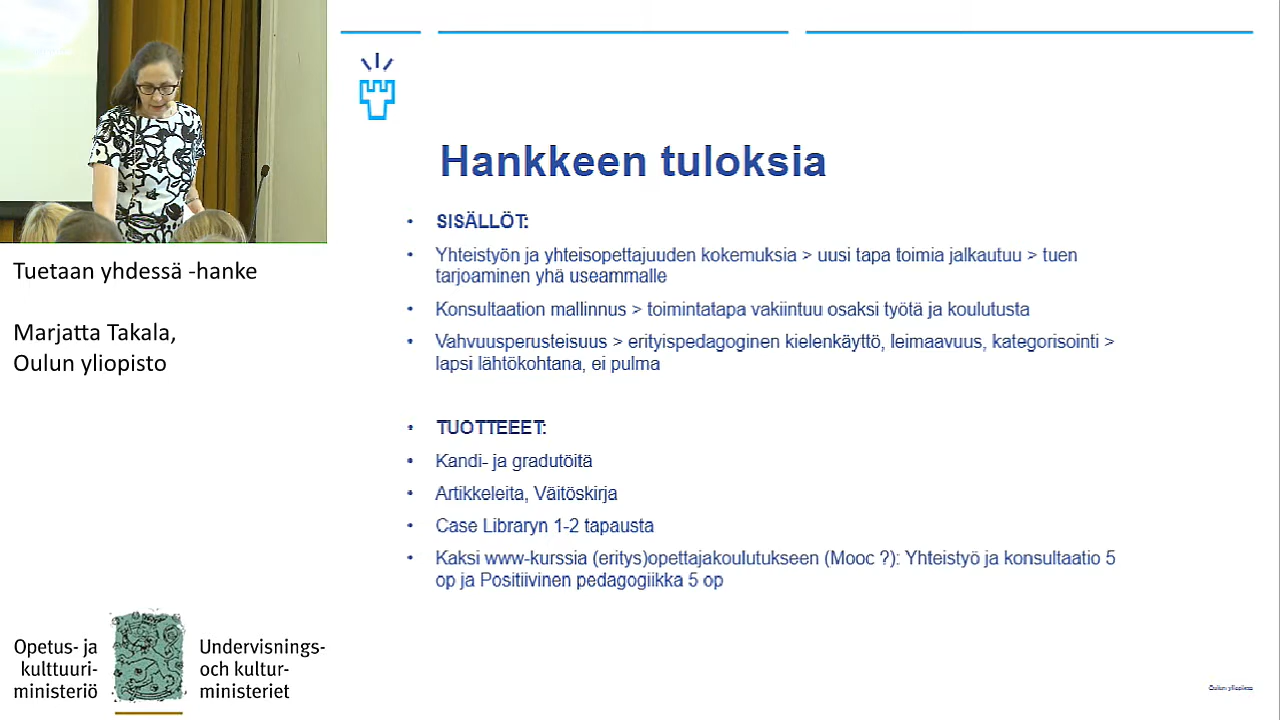 Tuetaan yhdessä -hanke
Marjatta Takala,
Oulun yliopisto
Opetus- ja
kulttuuri-
ministeriö
Undervisnings-
och kultur-
ministeriet
Hankkeen tuloksia
• SISÄLLÖT:
• Yhteistyön ja yhteisopettajuuden kokemuksia > uusi tapa toimia jalkautuu > tuen
tarjoaminen yhä useammalle
• Konsultaation mallinnus > toimintatapa vakiintuu osaksi työtä ja koulutusta
• Vahvuusperusteisuus > erityispedagoginen kielenkäyttö, leimaavuus, kategorisointi >
lapsi lähtökohtana, ei pulma
• TUOTTEEET:
• Kandi- ja gradutöitä
• Artikkeleita, Väitöskirja
• Case Libraryn 1-2 tapausta
• Kaksi www-kurssia (eritys)opettajakoulutukseen (Mooc ?): Yhteistyö ja konsultaatio 5
op ja Positiivinen pedagogiikka 5 op
Oulun yliopisto